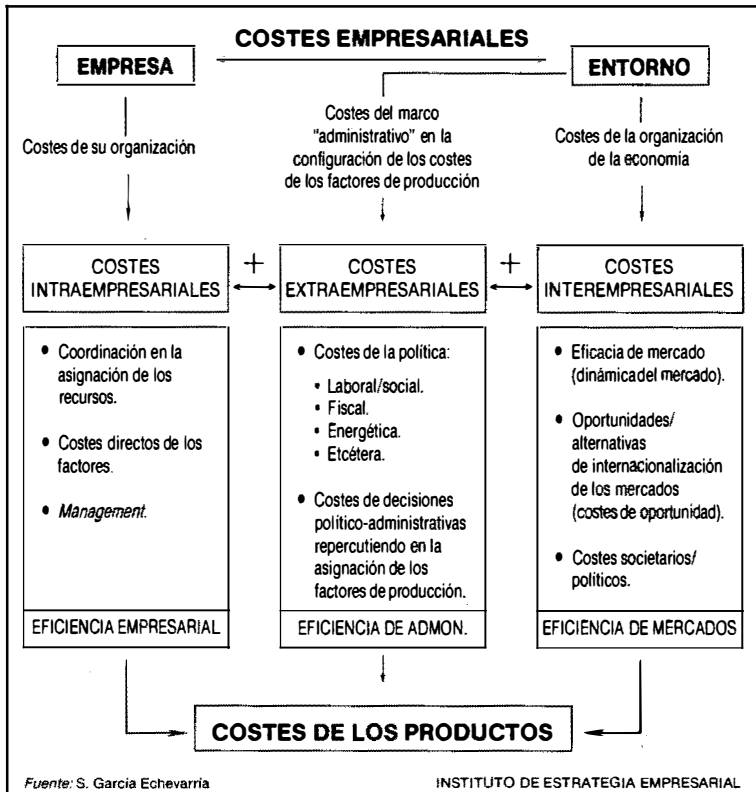 COSTES EMPRESARIALES
EMPRESA
ENTORNO
Costes de su organización
Costes del marco
"administrativo" en la
configuración de los costes
de los factores de producción
Costes de la organización
de la economía
COSTES
INTRAEMPRESARIALES
+
COSTES
EXTRAEMPRESARIALES
+
COSTES
INTEREMPRESARIALES
• Coordinación en la
asignación de los
recursos.
• Costes directos de los
factores.
• Management.
EFICIENCIA EMPRESARIAL
• Costes de la política:
• Laboral/social.
• Fiscal.
• Energética.
• Etcétera.
• Costes de decisiones
político-administrativas
repercutiendo en la
asignación de los
factores de producción.
EFICIENCIA DE ADMON.
• Eficacia de mercado
(dinámica del mercado).
• Oportunidades/
alternativas
de internacionalización
de los mercados
(costes de oportunidad).
• Costes societarios/
políticos.
EFICIENCIA DE MERCADOS
COSTES DE LOS PRODUCTOS
Fuente: S. García Echevarría
INSTITUTO DE ESTRATEGIA EMPRESARIAL